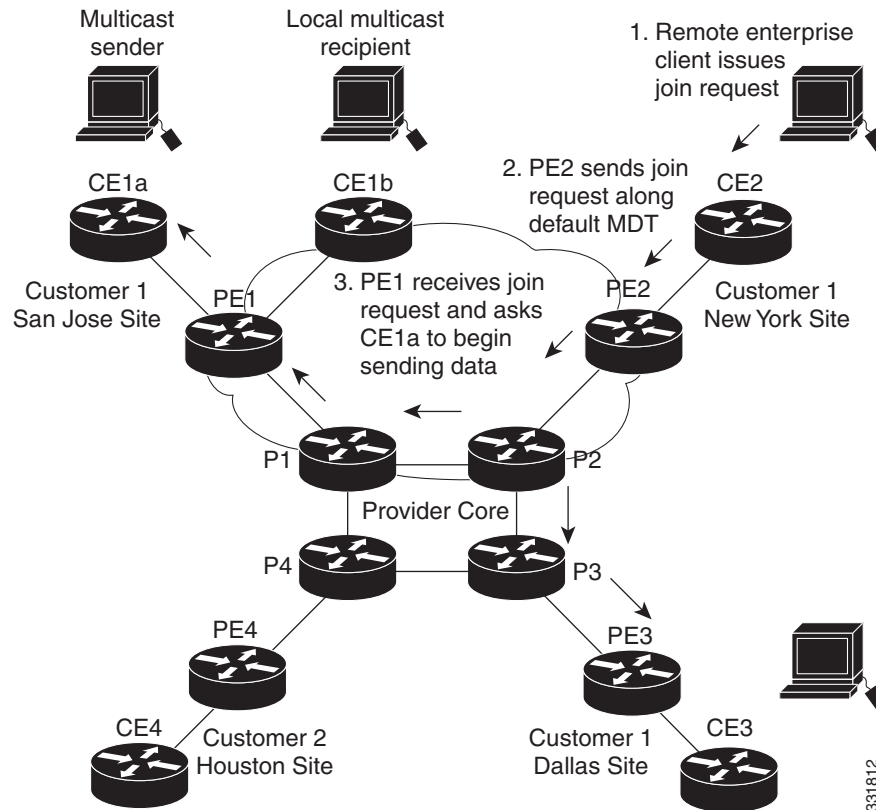 Multicast
sender
Local multicast
recipient
1. Remote enterprise
client issues
join request
CE1a
CE1b
2. PE2 sends join
request along
default MDT
CE2
Customer 1
San Jose Site
PE1
3. PE1 receives join
request and asks
CE1a to begin
sending data
PE2
Customer 1
New York Site
P1
P2
Provider Core
P4
P3
PE4
PE3
CE4
Customer 2
Houston Site
Customer 1
Dallas Site
CE3
331812